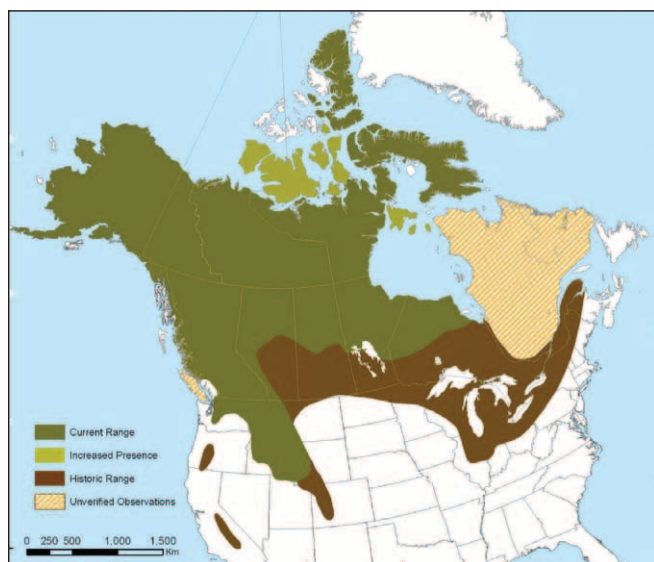 Current Range
Increased Presence
Historic Range
Unverified Observations
0 250 500 1,000 1,500
Km